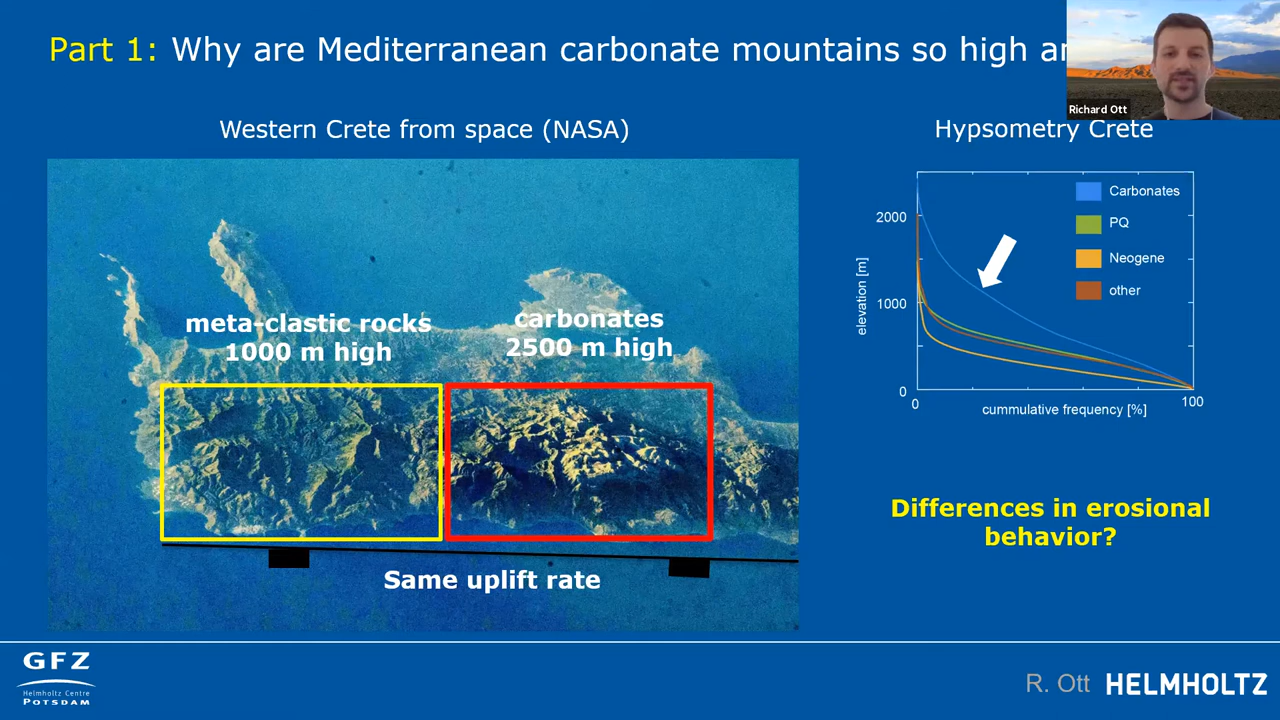 Part 1: Why are Mediterranean carbonate mountains so high
Richard Ott
Western Crete from space (NASA)
Hypsometry Crete
meta-clastic rocks
1000 m high
carbonates
2500 m high
Same uplift rate
Carbonates
PQ
Neogene
other
2000
1000
0
elevation [m]
0
100
cummulative frequency [%]
Differences in erosional
behavior?
GFZ
Helmholtz Centre
POTSDAM
R. Ott HELMHOLTZ